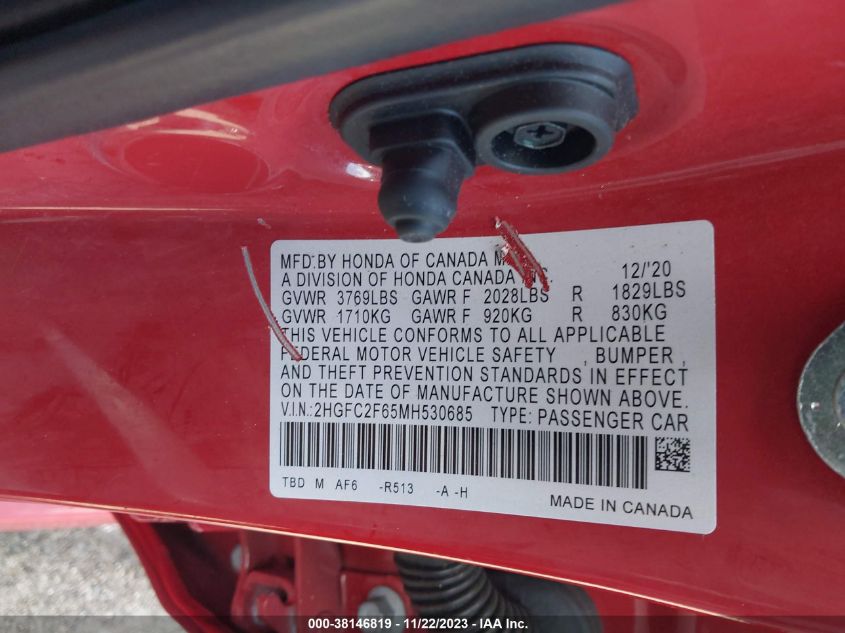 MFD.BY HONDA OF CANADA 12/'20
A DIVISION OF HONDA CANADA
GVWR 3769LBS GAWR F 2028LBS R 1829LBS
GVWR 1710KG GAWR F 920KG R 830KG
THIS VEHICLE CONFORMS TO ALL APPLICABLE
FEDERAL MOTOR VEHICLE SAFETY , BUMPER ,
AND THEFT PREVENTION STANDARDS IN EFFECT
ON THE DATE OF MANUFACTURE SHOWN ABOVE.
V.I.N.:2HGFC2F65MH530685 TYPE: PASSENGER CAR
TBD M AF6 -R513 -A -H
MADE IN CANADA
000-38146819 - 11/22/2023 - IAA Inc.